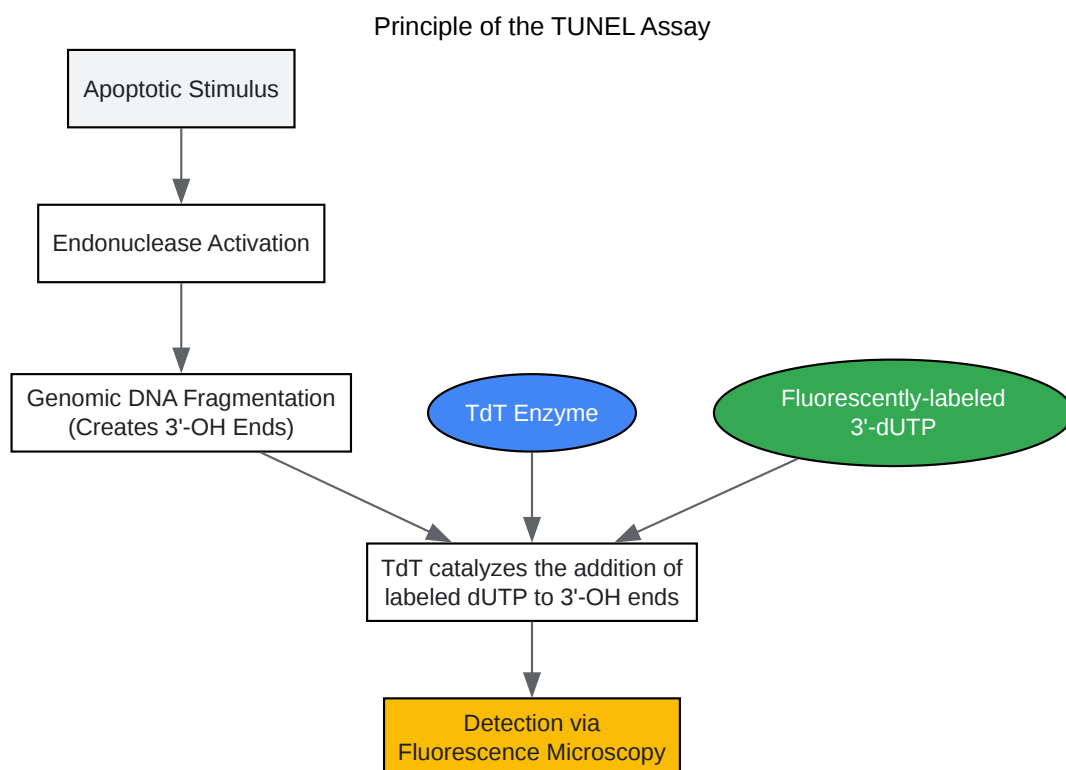 Principle of the TUNEL Assay
Apoptotic Stimulus
Endonuclease Activation
Genomic DNA Fragmentation
(Creates 3'-OH Ends)
TdT Enzyme
Fluorescently-labeled
3'-dUTP
TdT catalyzes the addition of
labeled dUTP to 3'-OH ends
Detection via
Fluorescence Microscopy